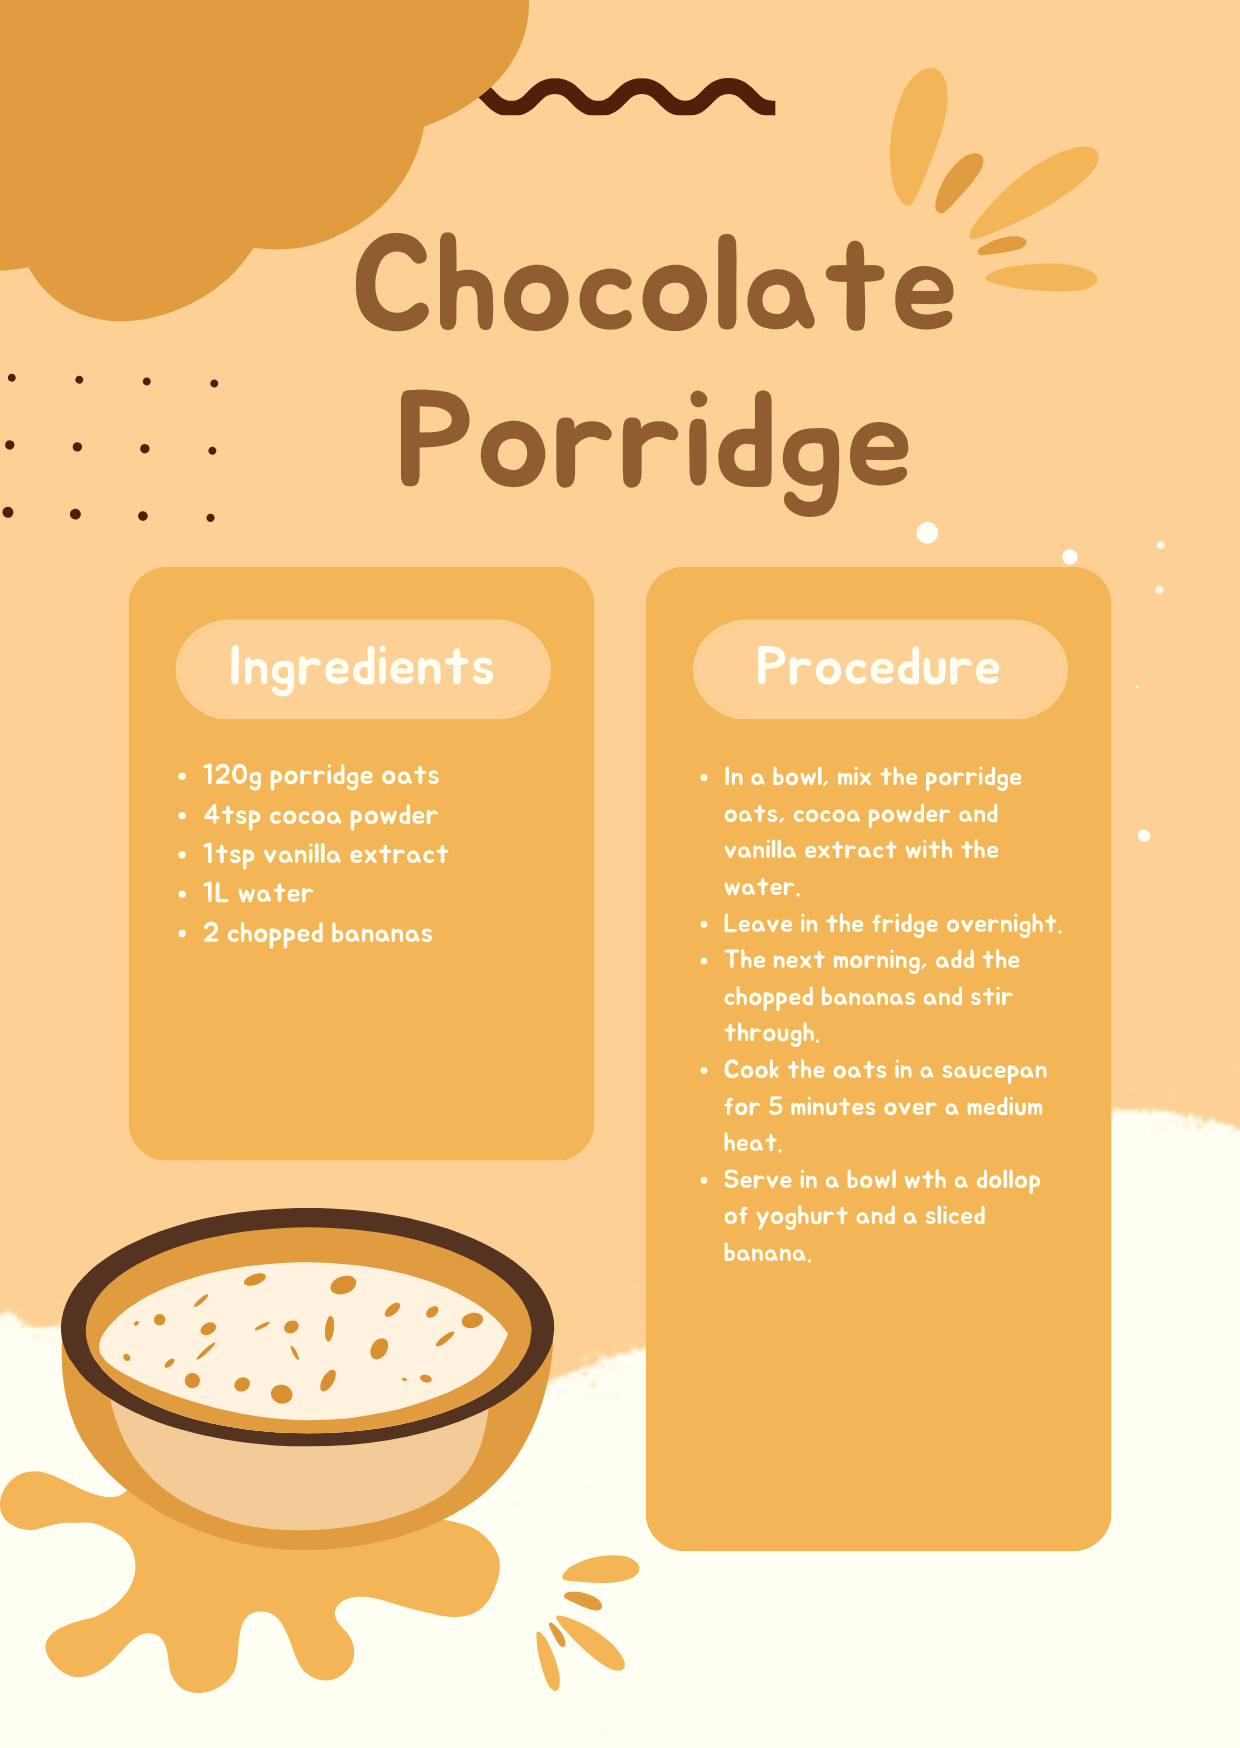 Chocolate
Porridge
Ingredients
• 120g porridge oats
• 4tsp cocoa powder
• 1tsp vanilla extract
• 1L water
• 2 chopped bananas
Procedure
• In a bowl, mix the porridge
oats, cocoa powder and
vanilla extract with the
water.
• Leave in the fridge overnight.
• The next morning, add the
chopped bananas and stir
through.
• Cook the oats in a saucepan
for 5 minutes over a medium
heat.
• Serve in a bowl wth a dollop
of yoghurt and a sliced
banana.